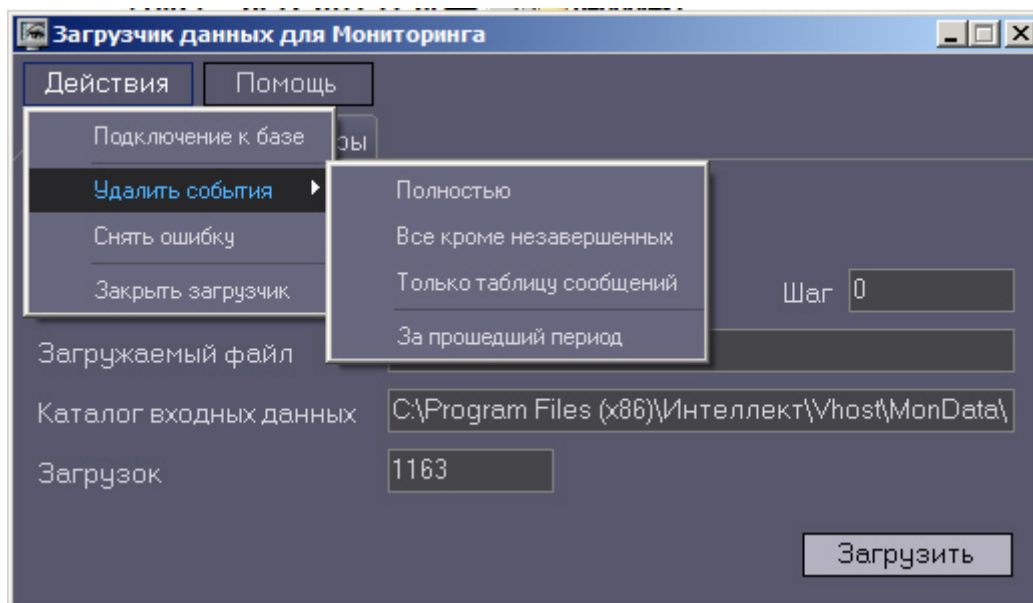 Загрузчик данных для Мониторинга
Действия Помощь
Подключение к базе
Удалить события
Снять ошибку
Закрыть загрузчик
Полностью
Все кроме незавершенных
Только таблицу сообщений
За прошедший период
Шаг 0
Загружаемый файл
Каталог входных данных C:\Program Files (x86)\Интеллект\Vhost\MonData\
Загрузок 1163
Загрузить